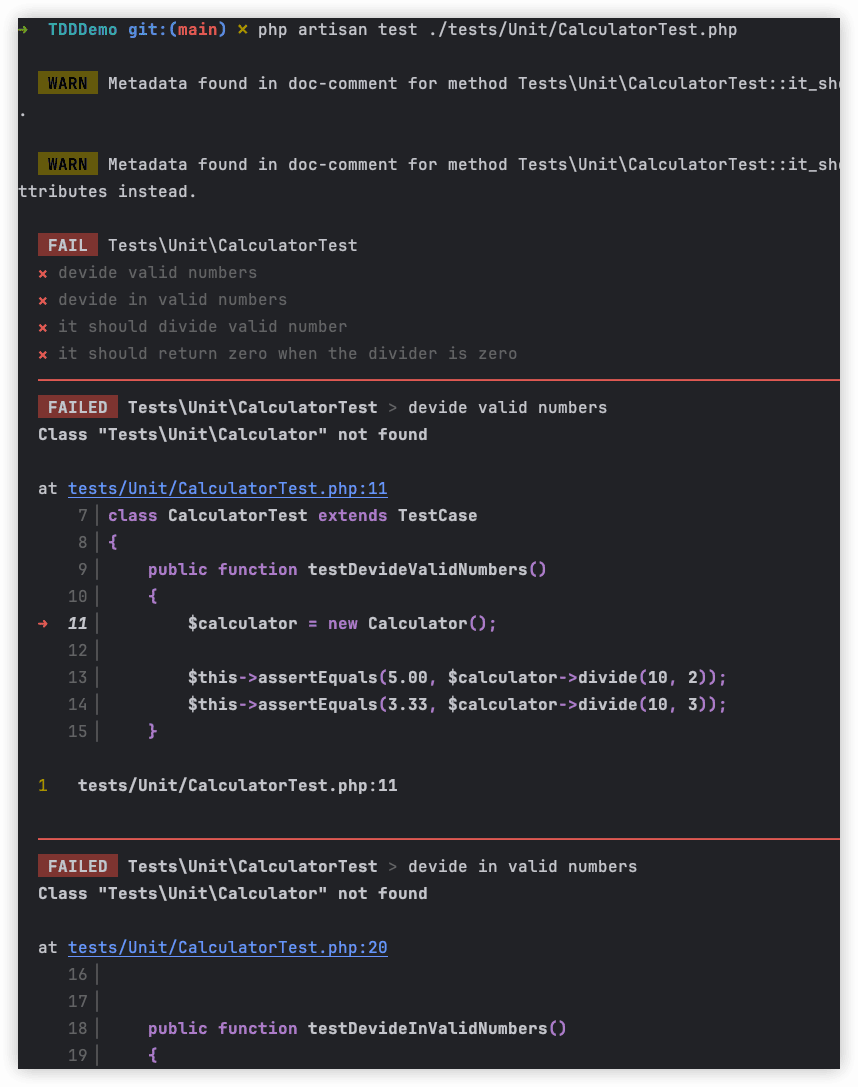 ➜  TDDDemo git:(main) ✗ php artisan test ./tests/Unit/CalculatorTest.php
WARN  Metadata found in doc-comment for method Tests\Unit\CalculatorTest::it_sh
.
WARN  Metadata found in doc-comment for method Tests\Unit\CalculatorTest::it_sh
ttributes instead.
FAIL  Tests\Unit\CalculatorTest
⨯ devide valid numbers
⨯ devide in valid numbers
⨯ it should divide valid number
⨯ it should return zero when the divider is zero
FAILED  Tests\Unit\CalculatorTest > devide valid numbers
Class "Tests\Unit\Calculator" not found
at tests/Unit/CalculatorTest.php:11
7│ class CalculatorTest extends TestCase
8│ {
9│     public function testDevideValidNumbers()
10│     {
➜  11│         $calculator = new Calculator();
12│
13│         $this->assertEquals(5.00, $calculator->divide(10, 2));
14│         $this->assertEquals(3.33, $calculator->divide(10, 3));
15│     }
1   tests/Unit/CalculatorTest.php:11
FAILED  Tests\Unit\CalculatorTest > devide in valid numbers
Class "Tests\Unit\Calculator" not found
at tests/Unit/CalculatorTest.php:20
16│
17│
18│     public function testDevideInValidNumbers()
19│     {